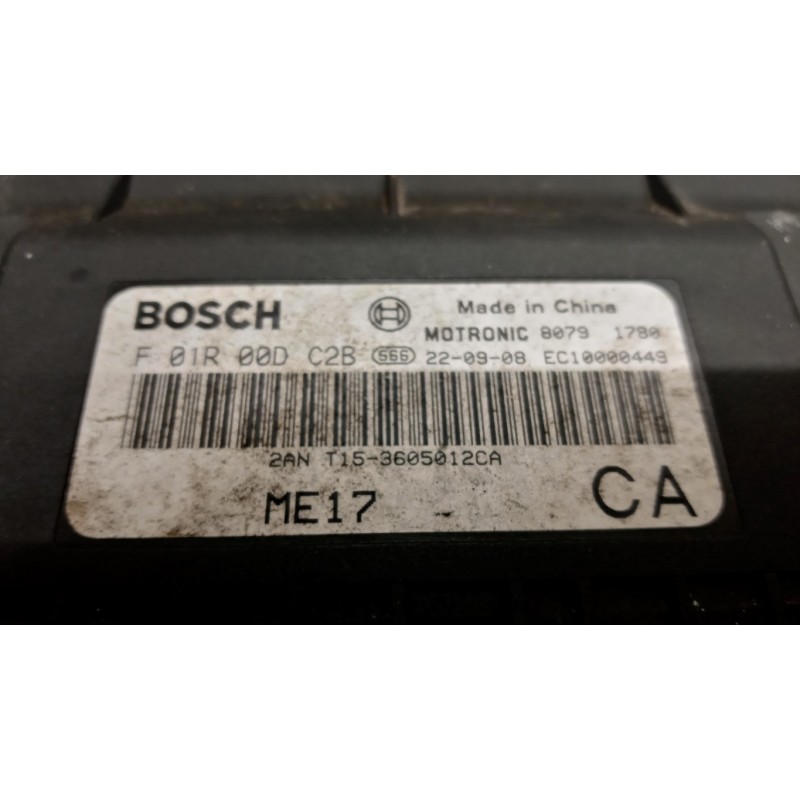 BOSCH Made in China
MOTRONIC 8079 1780
F 01R 00D C2B 566 22-09-08 EC10000449
2AN T15-3605012CA
ME17 CA